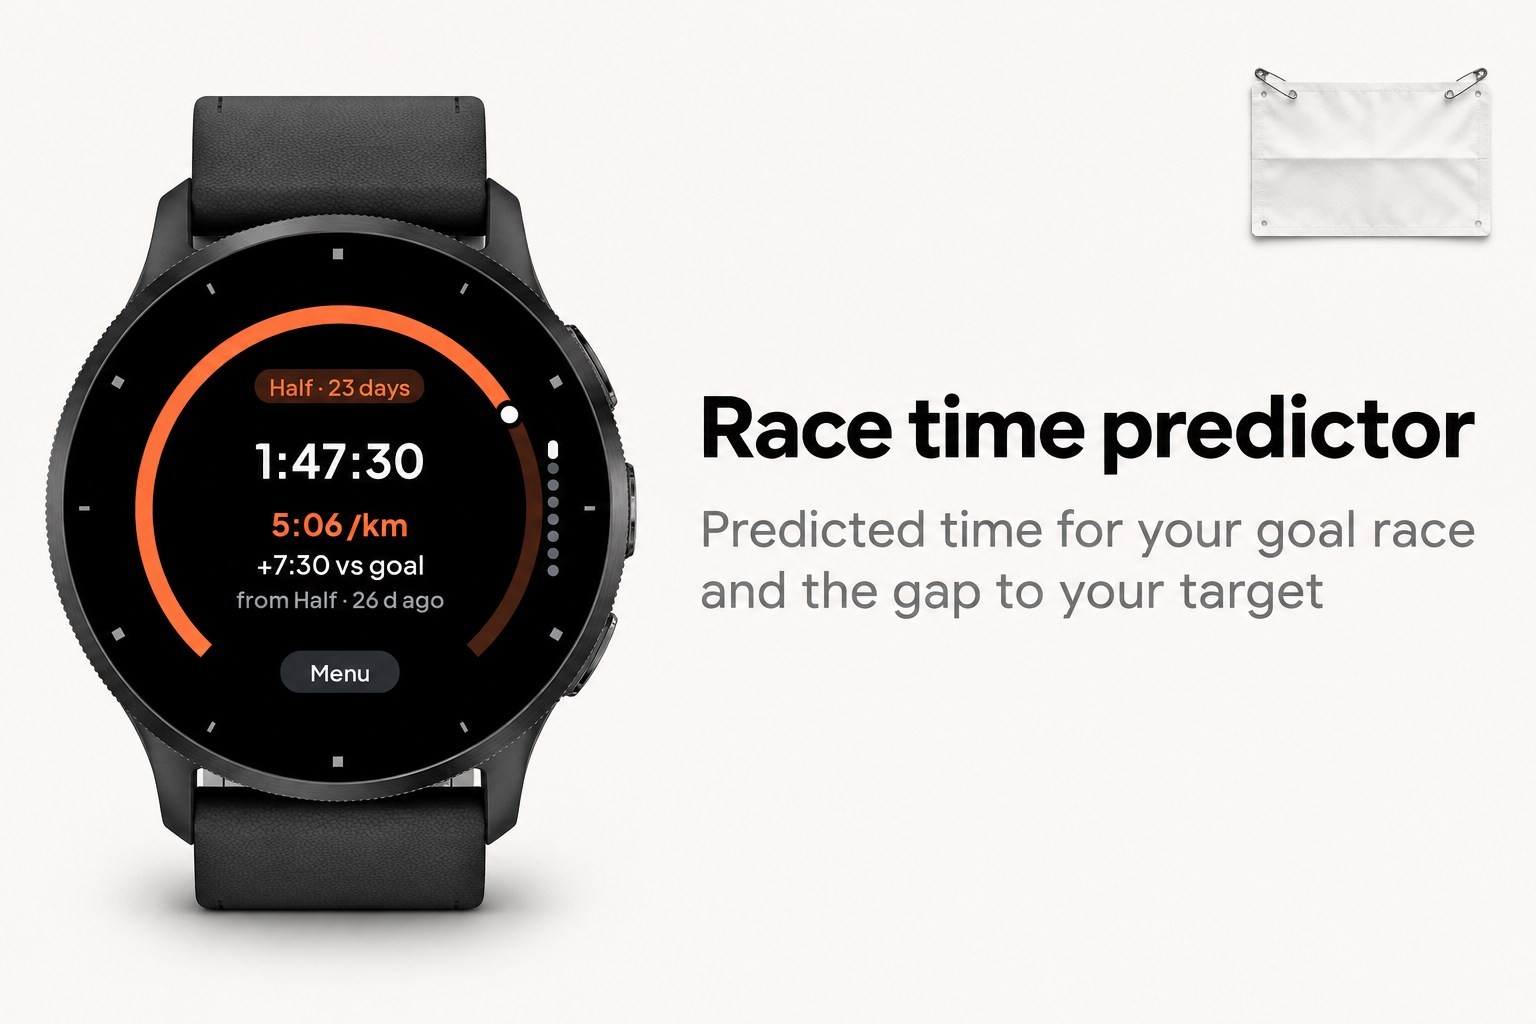 Half · 23 days
1:47:30
5:06/km
+7:30 vs goal
from Half · 26 d ago
Menu
Race time predictor
Predicted time for your goal race
and the gap to your target